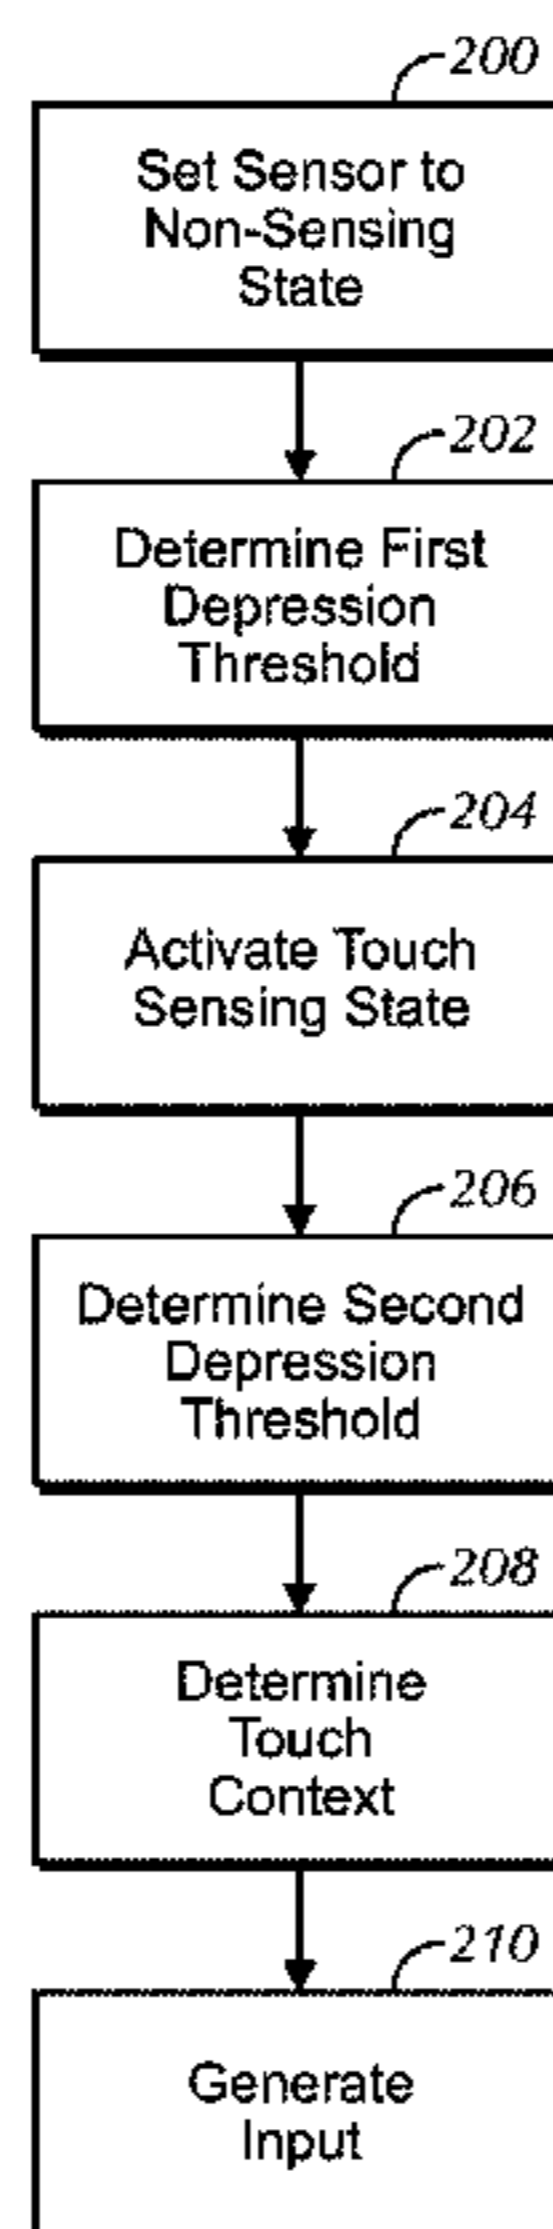 200
Set Sensor to
Non-Sensing
State
202
Determine First
Depression
Threshold
204
Activate Touch
Sensing State
206
Determine Second
Depression
Threshold
208
Determine
Touch
Context
210
Generate
Input